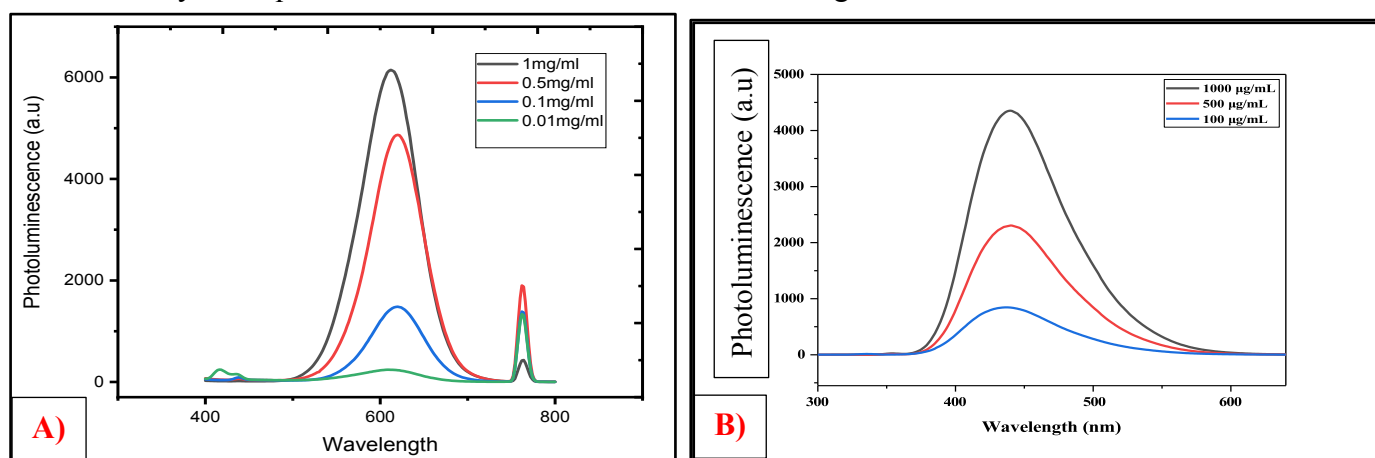 Photoluminescence (a.u)
6000
4000
2000
0
1mg/ml
0.5mg/ml
0.1mg/ml
0.01mg/ml
400
600
800
Wavelength
A)
Photoluminescence (a.u)
5000
4000
3000
2000
1000
0
1000 µg/mL
500 µg/mL
100 µg/mL
300
400
500
600
Wavelength (nm)
B)